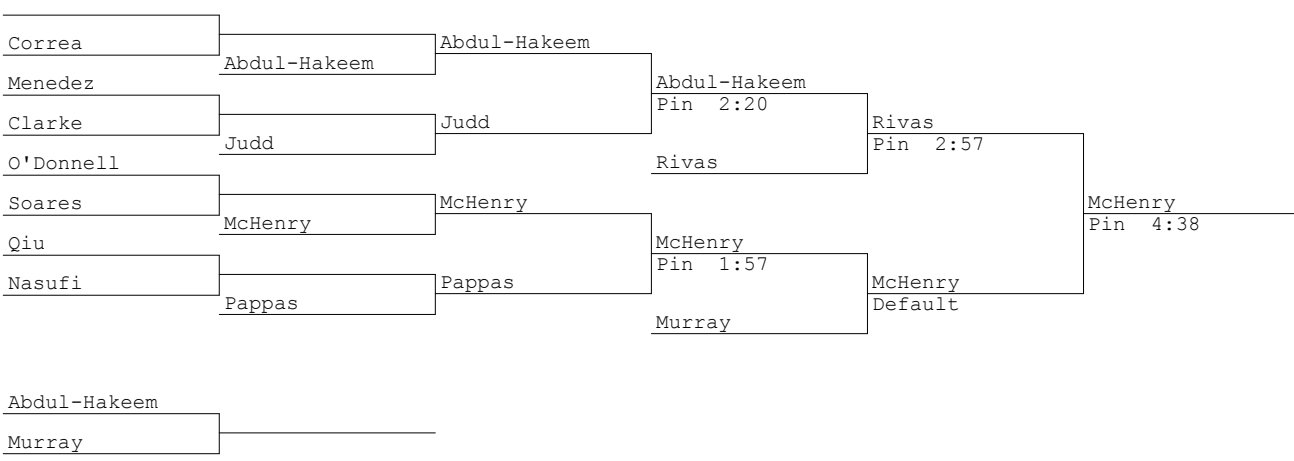 Correa
Menedez
Clarke
O'Donnell
Soares
Qiu
Nasufi
Abdul-Hakeem
Judd
McHenry
Pappas
Abdul-Hakeem
Judd
McHenry
Pappas
Abdul-Hakeem
Pin 2:20
Rivas
McHenry
Pin 1:57
Murray
Rivas
Pin 2:57
McHenry
Default
McHenry
Pin 4:38
Abdul-Hakeem
Murray